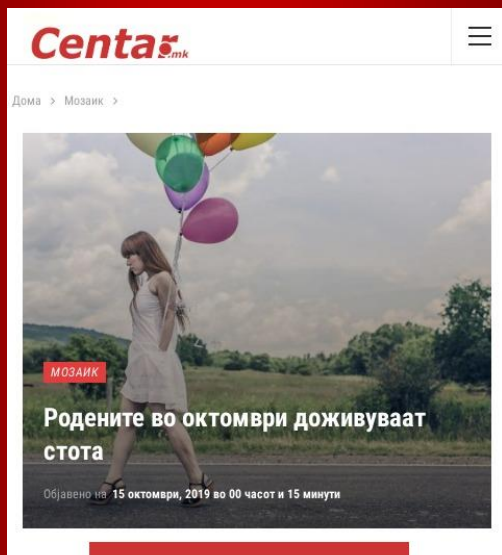 Centar.mk
Дома > Мозаик >
МОЗАИК
Родените во октомври доживуваат
стота
Објавено на 15 октомври, 2019 во 00 часот и 15 минути